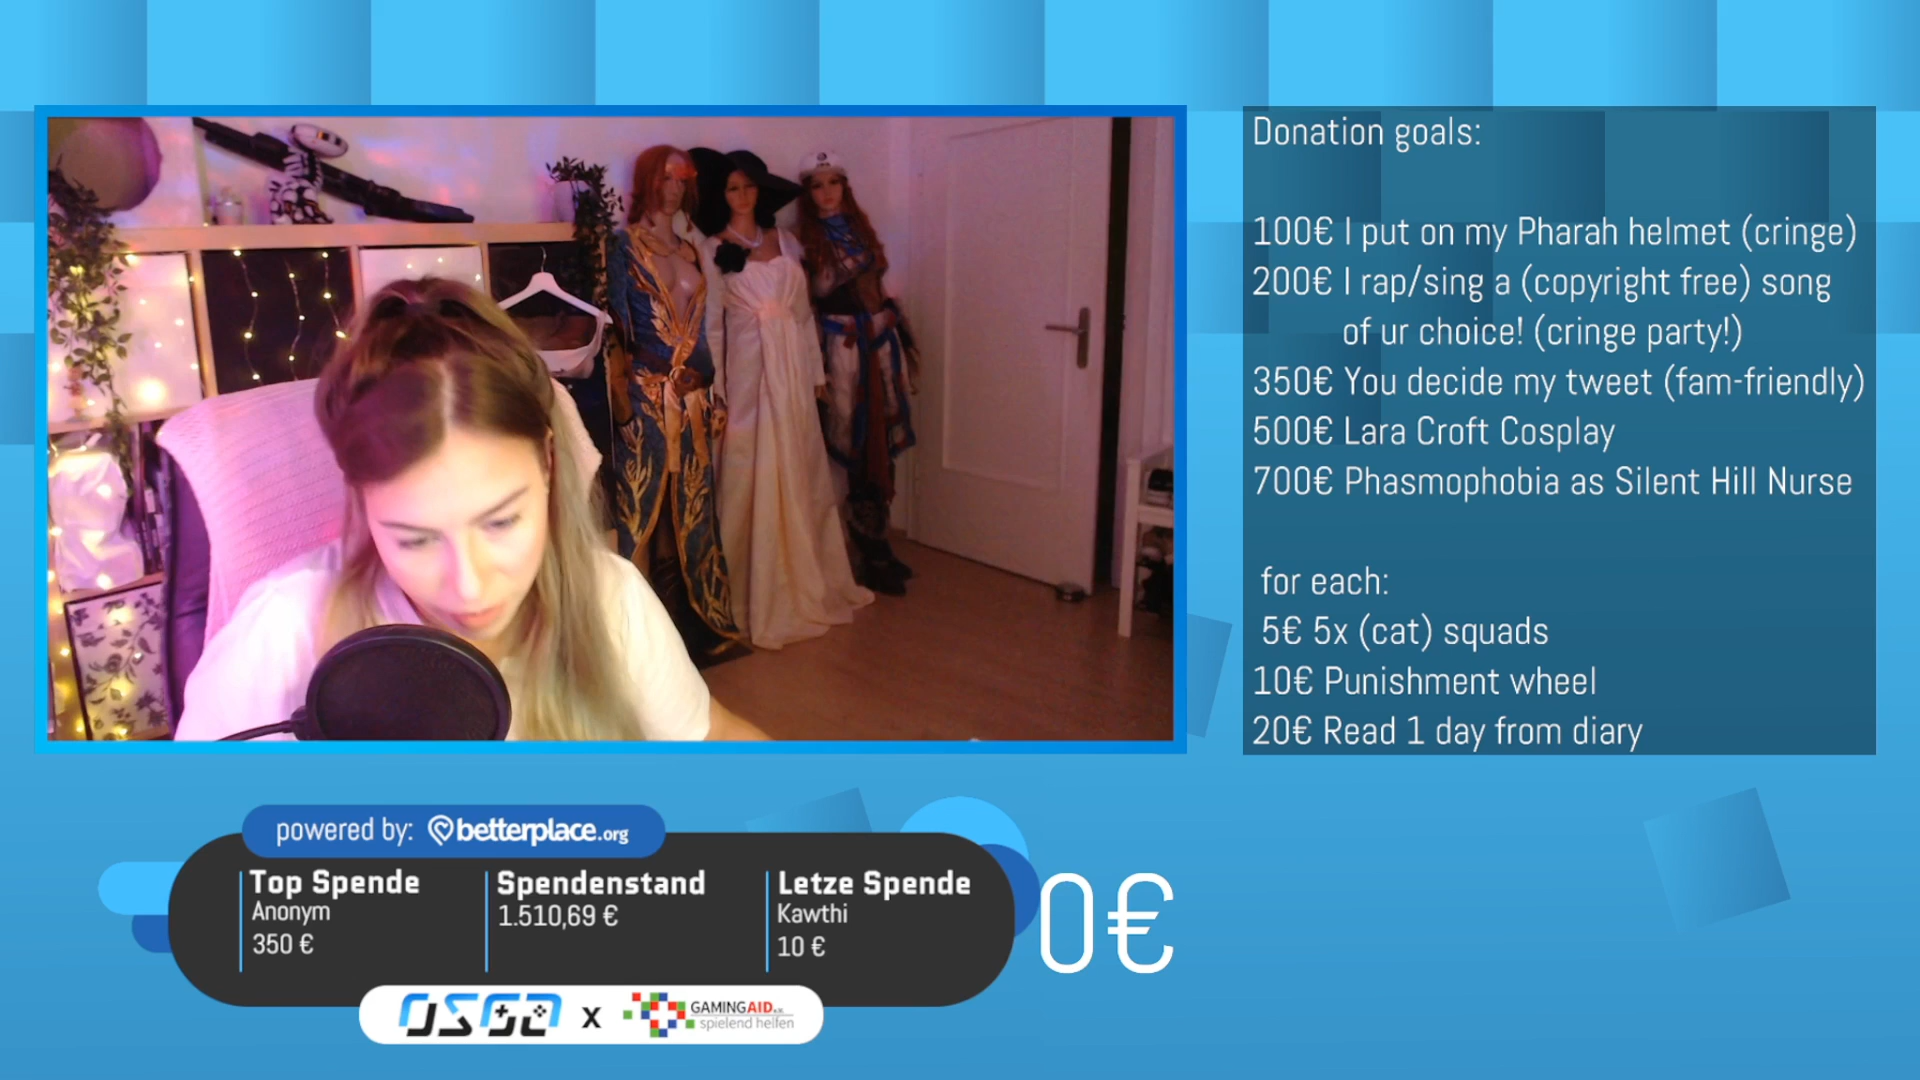 Donation goals:
100€ I put on my Pharah helmet (cringe)
200€ I rap/sing a (copyright free) song
of ur choice! (cringe party!)
350€ You decide my tweet (fam-friendly)
500€ Lara Croft Cosplay
700€ Phasmophobia as Silent Hill Nurse
for each:
5€ 5x (cat) squads
10€ Punishment wheel
20€ Read 1 day from diary
powered by: betterplace.org
Top Spende
Anonym
350 €
Spendenstand
1.510,69 €
Letze Spende
Kawthi
10 €
0€
x
GAMINGAID e.V.
spielend helfen